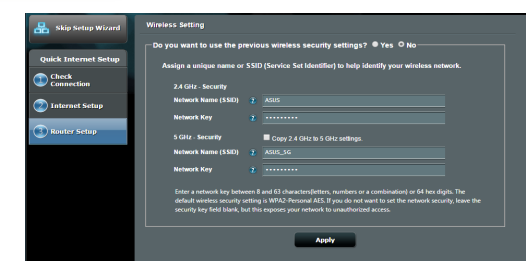 Skip Setup Wizard
Wireless Setting
Do you want to use the previous wireless security settings? Yes No
Quick Internet Setup
Assign a unique name or SSID (Service Set Identifier) to help identify your wireless network.
1 Check Connection
2.4 GHz - Security
Network Name (SSID) ? ASUS
2 Internet Setup
Network Key ? •••••••••
3 Router Setup
5 GHz - Security Copy 2.4 GHz to 5 GHz settings.
Network Name (SSID) ? ASUS_5G
Network Key ? •••••••••
Enter a network key between 8 and 63 characters(letters, numbers or a combination) or 64 hex digits. The
default wireless security setting is WPA2-Personal AES. If you do not want to set the network security, leave the
security key field blank, but this exposes your network to unauthorized access.
Apply